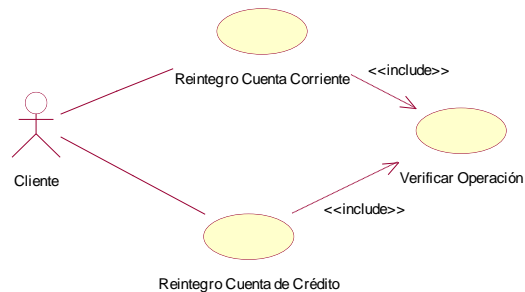 Reintegro Cuenta Corriente
<<include>>
Cliente
Verificar Operación
<<include>>
Reintegro Cuenta de Crédito